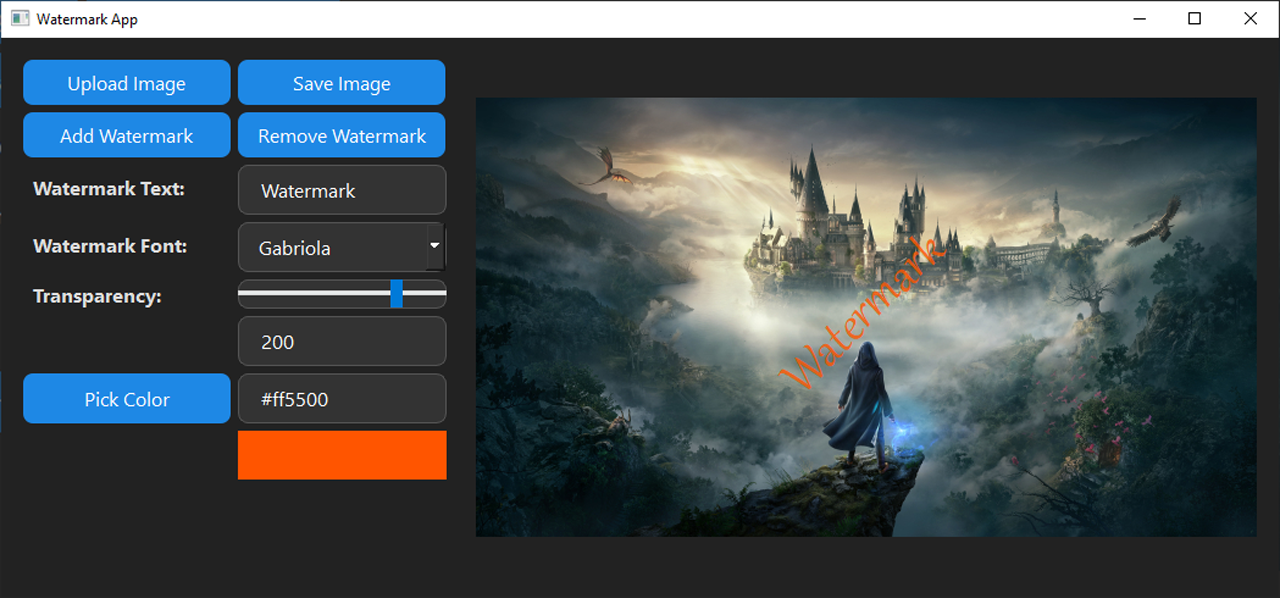 Watermark App
Upload Image
Save Image
Add Watermark
Remove Watermark
Watermark Text:
Watermark
Watermark Font:
Gabriola
Transparency:
200
Pick Color
#ff5500
Watermark